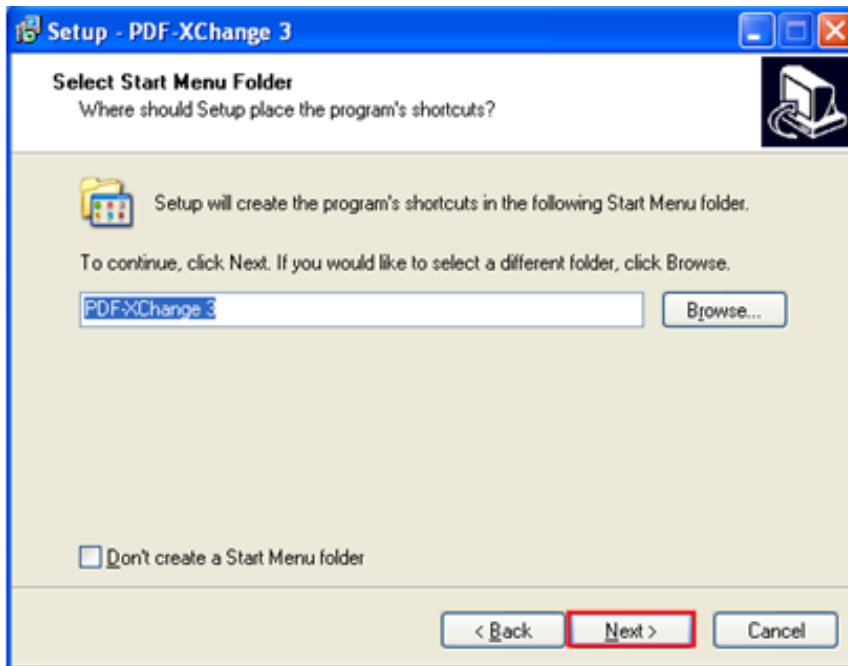 Setup - PDF-XChange 3
Select Start Menu Folder
Where should Setup place the program's shortcuts?
Setup will create the program's shortcuts in the following Start Menu folder.
To continue, click Next. If you would like to select a different folder, click Browse.
PDF-XChange 3
Browse...
Don't create a Start Menu folder
< Back Next > Cancel